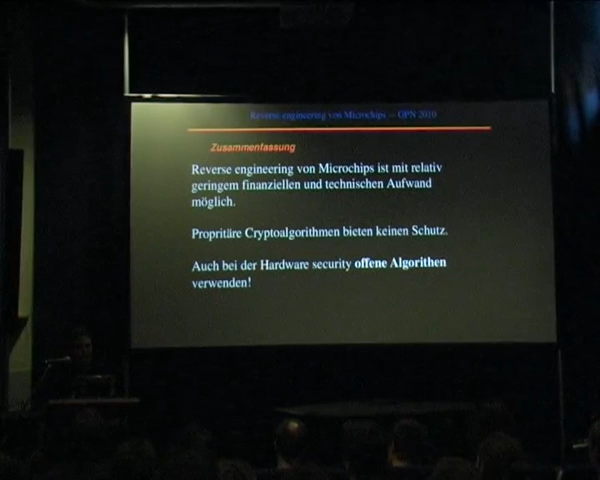 Reverse engineering von Microchips — GPN 2010
Zusammenfassung
Reverse engineering von Microchips ist mit relativ
geringem finanziellen und technischen Aufwand
möglich.
Propritäre Cryptoalgorithmen bieten keinen Schutz.
Auch bei der Hardware security offene Algorithen
verwenden!